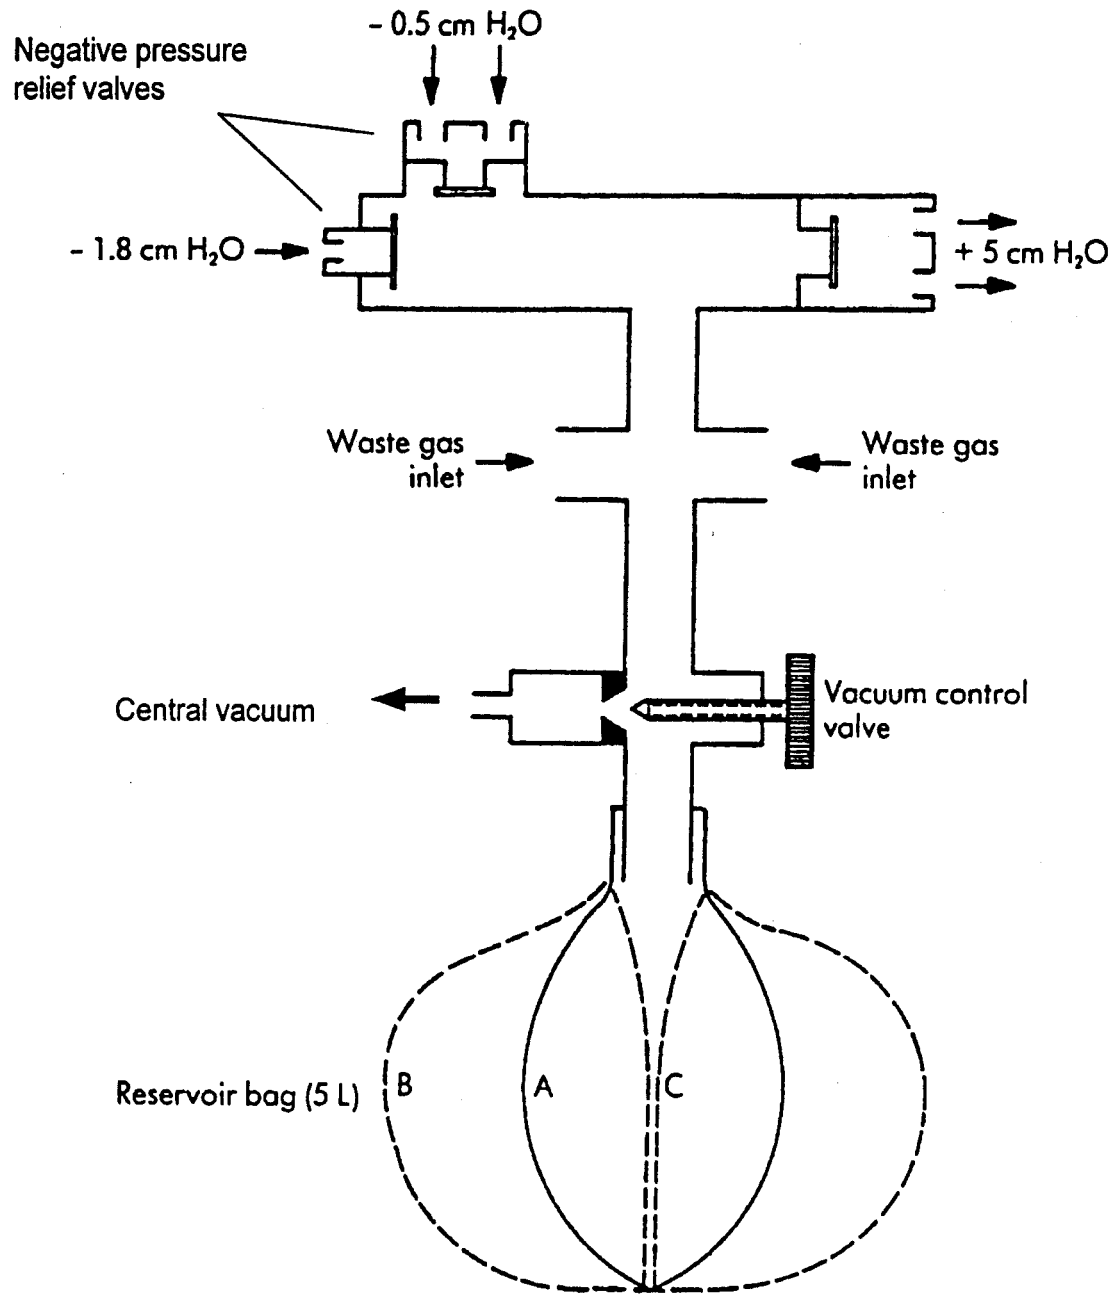 - 0.5 cm H₂O
Negative pressure
relief valves
- 1.8 cm H₂O
+ 5 cm H₂O
Waste gas
inlet
Waste gas
inlet
Central vacuum
Vacuum control
valve
Reservoir bag (5 L)
B
A
C